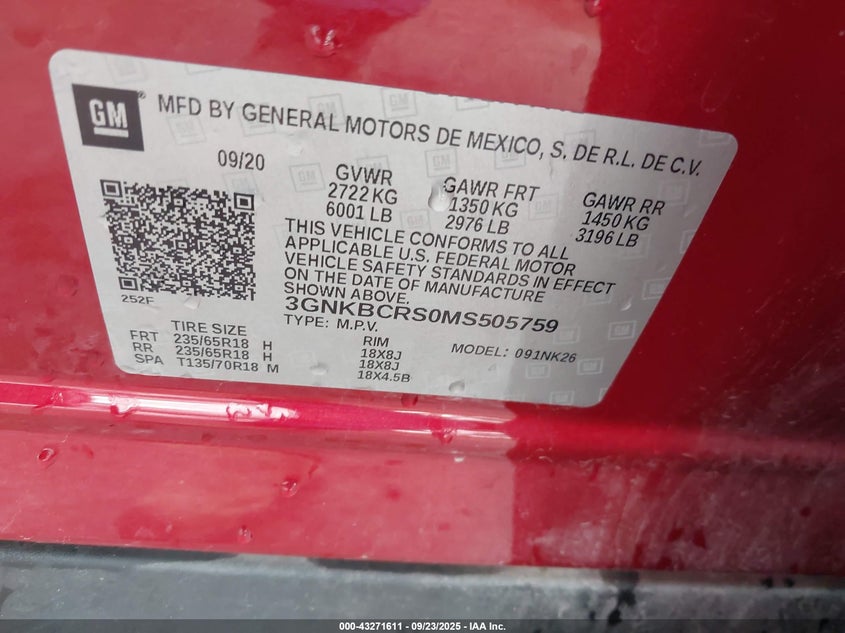 GM® MFD BY GENERAL MOTORS DE MEXICO, S. DE R.L. DE C.V.
09/20
GVWR GAWR FRT GAWR RR
2722 KG 1350 KG 1450 KG
6001 LB 2976 LB 3196 LB
THIS VEHICLE CONFORMS TO ALL
APPLICABLE U.S. FEDERAL MOTOR
VEHICLE SAFETY STANDARDS IN EFFECT
ON THE DATE OF MANUFACTURE
SHOWN ABOVE.
252F
3GNKBCRS0MS505759
TYPE: M.P.V. MODEL: 091NK26
TIRE SIZE RIM
FRT 235/65R18 H 18X8J
RR 235/65R18 H 18X8J
SPA T135/70R18 M 18X4.5B
000-43271611 - 09/23/2025 - IAA Inc.